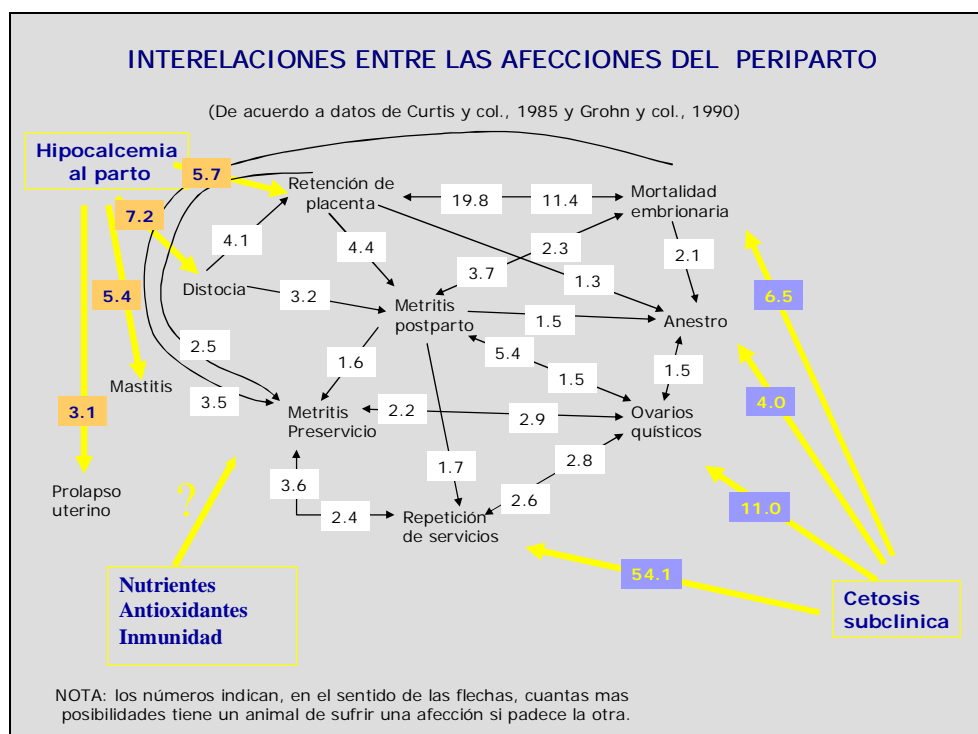 INTERELACIONES ENTRE LAS AFECCIONES DEL PERIPARTO
(De acuerdo a datos de Curtis y col., 1985 y Grohn y col., 1990)
Hipocalcemia
al parto
5.7
Retención de
placenta
19.8
11.4
Mortalidad
embrionaria
7.2
4.1
4.4
2.3
2.1
3.7
1.3
6.5
Distocia
5.4
3.2
Metritis
postparto
1.5
Anestro
2.5
1.6
5.4
1.5
1.5
Mastitis
3.5
3.1
Metritis
Preservicio
2.2
2.9
Ovarios
quísticos
4.0
1.7
2.8
Prolapso
uterino
?
3.6
2.4
Repetición
de servicios
2.6
11.0
54.1
Nutrientes
Antioxidantes
Inmunidad
Cetosis
subclinica
NOTA: los números indican, en el sentido de las flechas, cuantas mas
posibilidades tiene un animal de sufrir una afección si padece la otra.